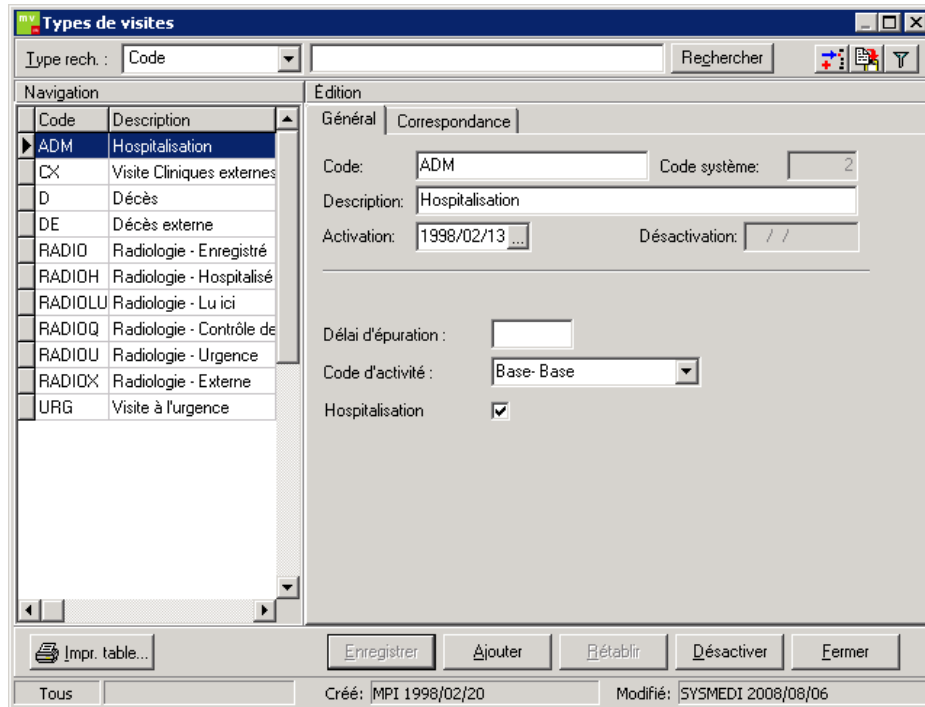 mv Types de visites
Type rech. : Code Rechercher
Navigation
Code Description
ADM Hospitalisation
CX Visite Cliniques externes
D Décès
DE Décès externe
RADIO Radiologie - Enregistré
RADIOH Radiologie - Hospitalisé
RADIOLU Radiologie - Lu ici
RADIOQ Radiologie - Contrôle de
RADIOU Radiologie - Urgence
RADIOX Radiologie - Externe
URG Visite à l'urgence
Édition
Général Correspondance
Code: ADM Code système: 2
Description: Hospitalisation
Activation: 1998/02/13 ... Désactivation: / /
Délai d'épuration :
Code d'activité : Base- Base
Hospitalisation
Impr. table... Enregistrer Ajouter Rétablir Désactiver Fermer
Tous Créé: MPI 1998/02/20 Modifié: SYSMEDI 2008/08/06